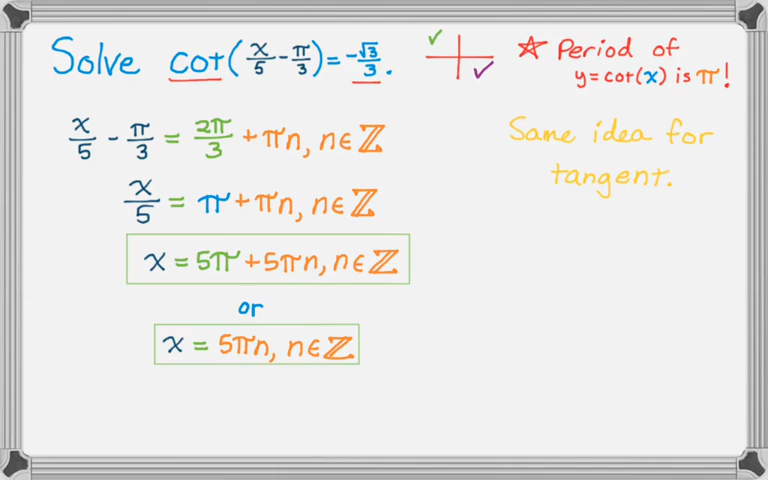 Solve cot(x/5 - π/3) = -√3/3.
★ Period of
y=cot(x) is π!
x/5 - π/3 = 2π/3 + πn, n∈ℤ
Same idea for
tangent.
x/5 = π + πn, n∈ℤ
x = 5π + 5πn, n∈ℤ
or
x = 5πn, n∈ℤ